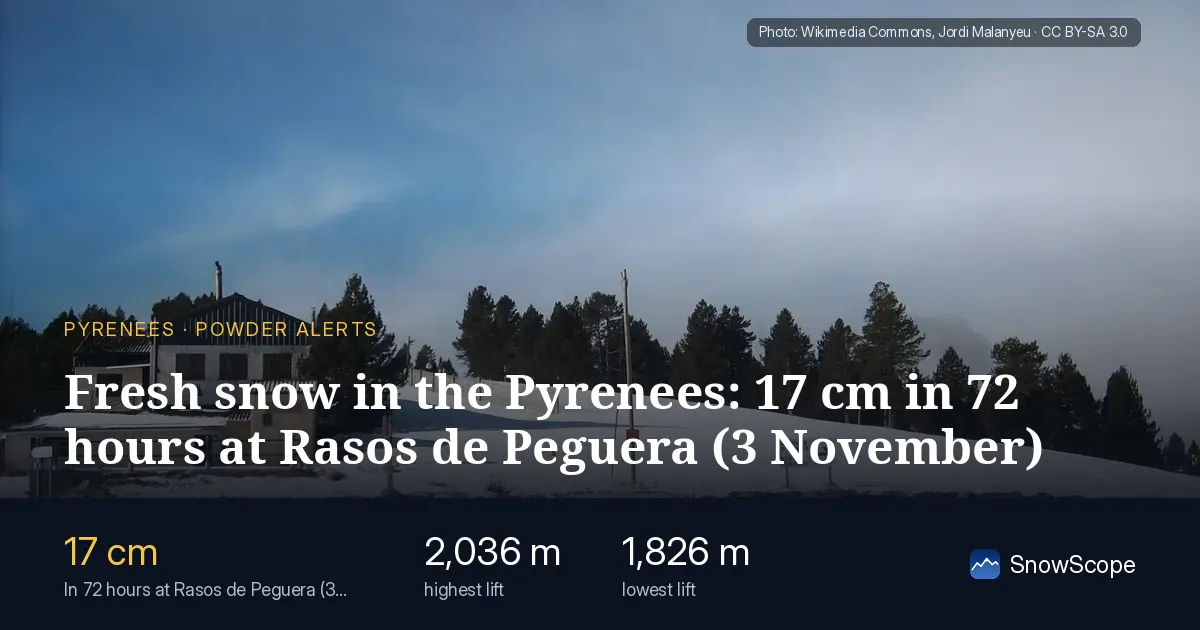 Photo: Wikimedia Commons, Jordi Malanyeu · CC BY-SA 3.0
PYRENEES · POWDER ALERTS
Fresh snow in the Pyrenees: 17 cm in 72
hours at Rasos de Peguera (3 November)
17 cm
In 72 hours at Rasos de Peguera (3…
2,036 m
highest lift
1,826 m
lowest lift
SnowScope